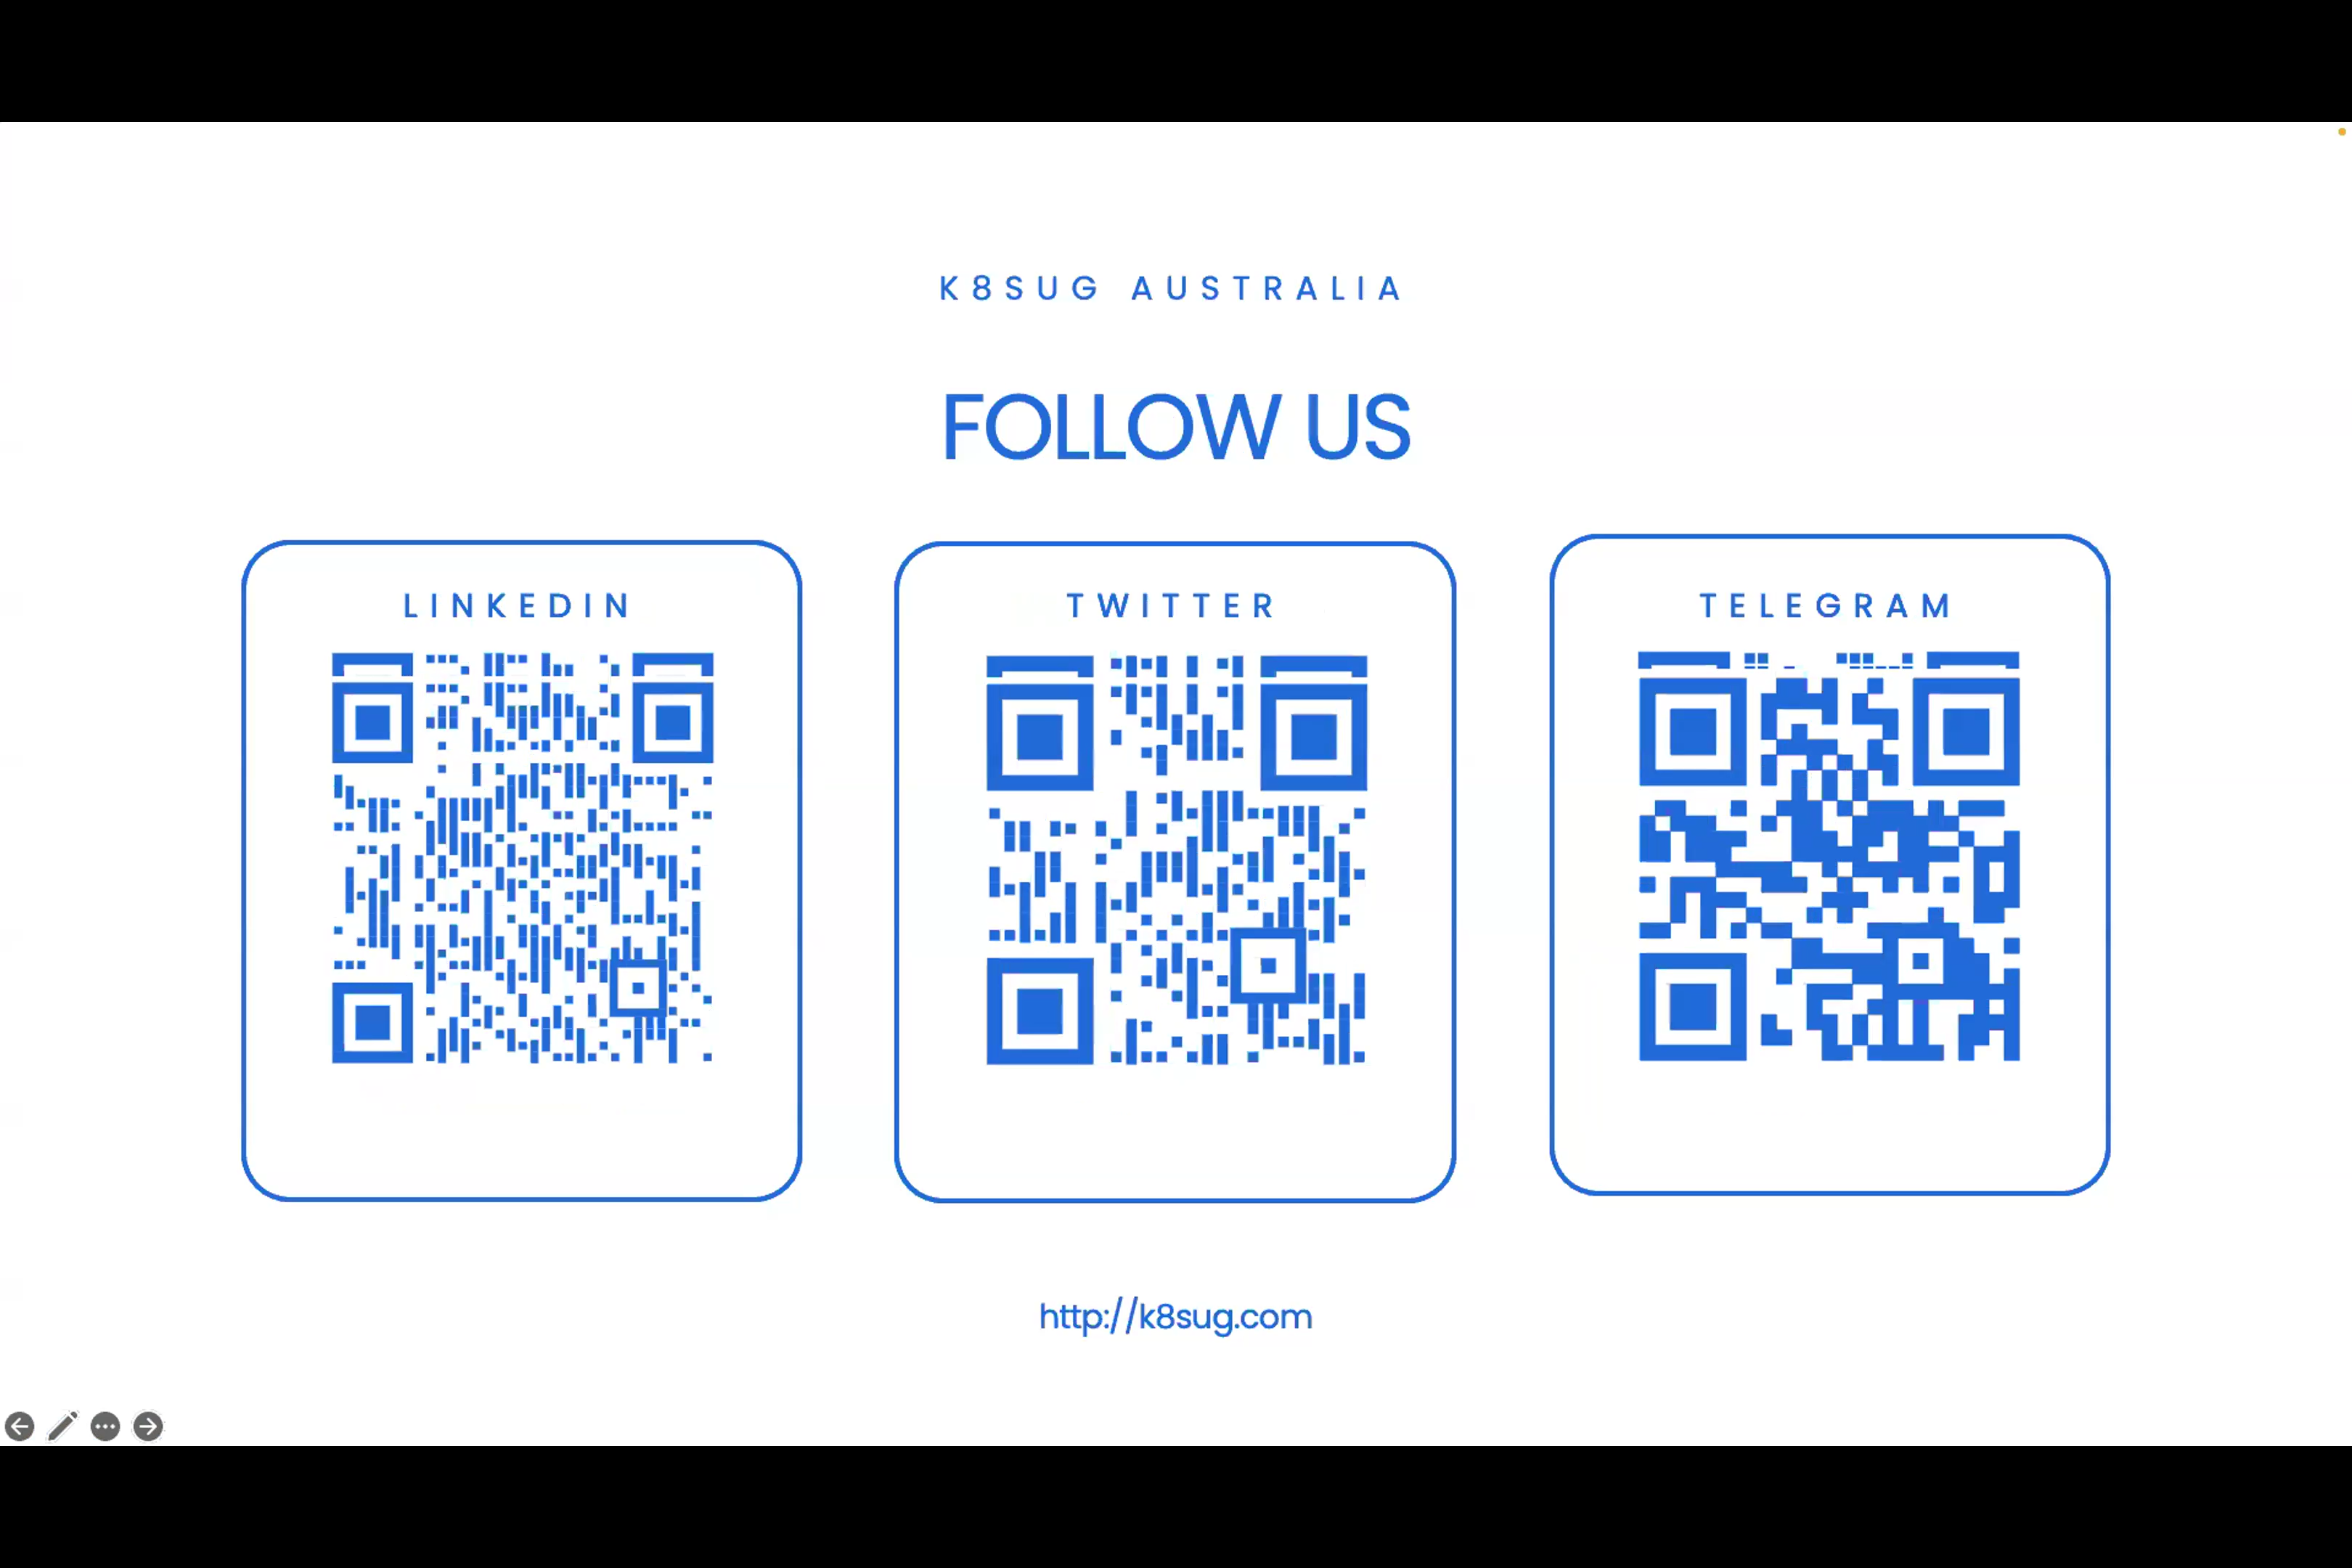 K8SUG AUSTRALIA
FOLLOW US
LINKEDIN
TWITTER
TELEGRAM
http://k8sug.com